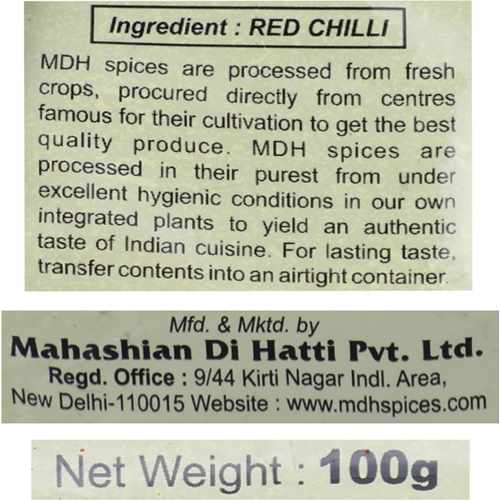 Ingredient : RED CHILLI
MDH spices are processed from fresh
crops, procured directly from centres
famous for their cultivation to get the best
quality produce. MDH spices are
processed in their purest from under
excellent hygienic conditions in our own
integrated plants to yield an authentic
taste of Indian cuisine. For lasting taste,
transfer contents into an airtight container.
Mfd. & Mktd. by
Mahashian Di Hatti Pvt. Ltd.
Regd. Office : 9/44 Kirti Nagar Indl. Area,
New Delhi-110015 Website : www.mdhspices.com
Net Weight : 100g